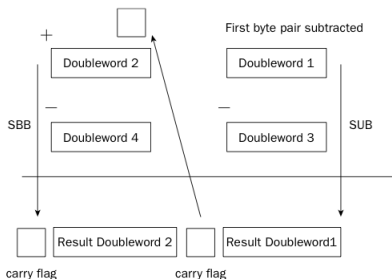 First byte pair subtracted
+
Doubleword 2
Doubleword 1
−
−
SBB
Doubleword 4
Doubleword 3
SUB
Result Doubleword 2
Result Doubleword1
carry flag
carry flag